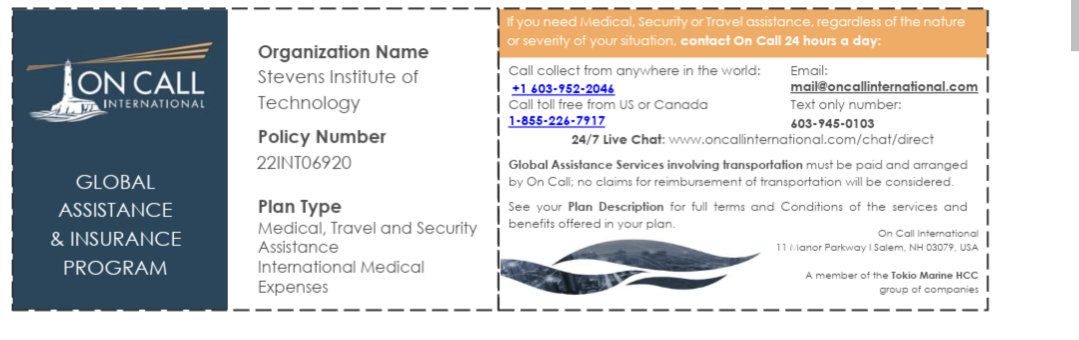 ON CALL
INTERNATIONAL
GLOBAL
ASSISTANCE
& INSURANCE
PROGRAM
Organization Name
Stevens Institute of
Technology
Policy Number
22INT06920
Plan Type
Medical, Travel and Security
Assistance
International Medical
Expenses
If you need Medical, Security or Travel assistance, regardless of the nature
or severity of your situation, contact On Call 24 hours a day:
Call collect from anywhere in the world:
+1 603-952-2046
Call toll free from US or Canada
1-855-226-7917
Email:
mail@oncallinternational.com
Text only number:
603-945-0103
24/7 Live Chat: www.oncallinternational.com/chat/direct
Global Assistance Services involving transportation must be paid and arranged
by On Call; no claims for reimbursement of transportation will be considered.
See your Plan Description for full terms and Conditions of the services and
benefits offered in your plan.
On Call International
11 Manor Parkway | Salem, NH 03079, USA
A member of the Tokio Marine HCC
group of companies